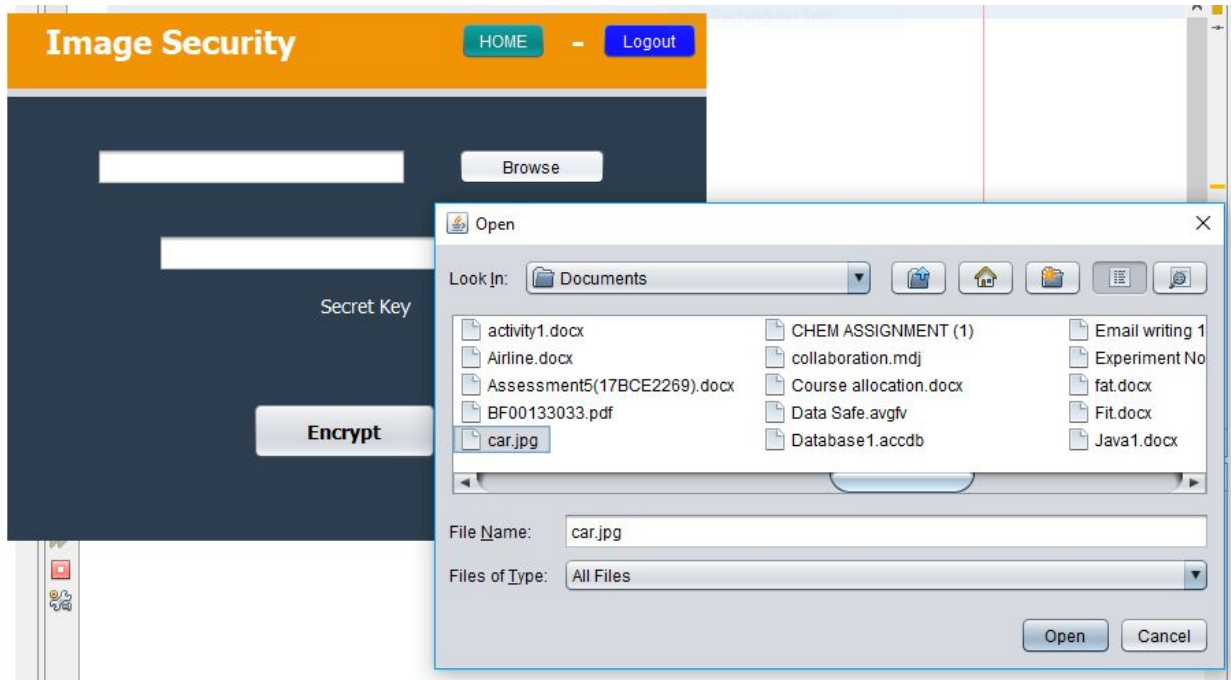 Image Security
HOME
-
Logout
Browse
Secret Key
Encrypt
Open
Look In:
Documents
activity1.docx
Airline.docx
Assessment5(17BCE2269).docx
BF00133033.pdf
car.jpg
CHEM ASSIGNMENT (1)
collaboration.mdj
Course allocation.docx
Data Safe.avgfv
Database1.accdb
Email writing 1
Experiment No
fat.docx
Fit.docx
Java1.docx
File Name:
car.jpg
Files of Type:
All Files
Open
Cancel